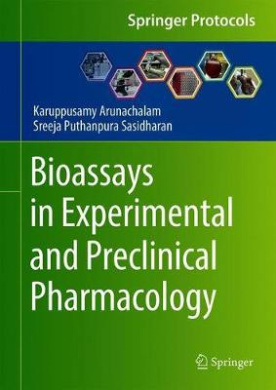 Springer Protocols
Karuppusamy Arunachalam
Sreeja Puthanpura Sasidharan
Bioassays
in Experimental
and Preclinical
Pharmacology
Springer